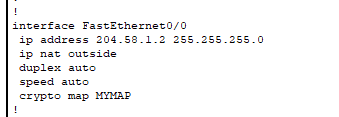 !
interface FastEthernet0/0
 ip address 204.58.1.2 255.255.255.0
 ip nat outside
 duplex auto
 speed auto
 crypto map MYMAP
!